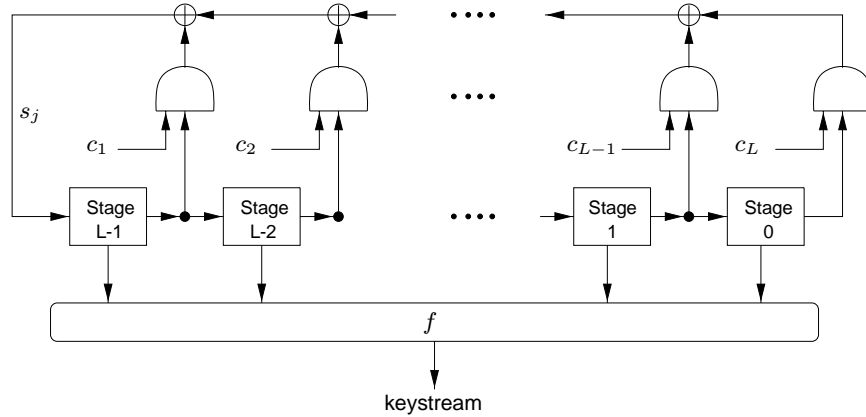 s_j
c_1
c_2
c_{L-1}
c_L
Stage
L-1
Stage
L-2
Stage
1
Stage
0
f
keystream